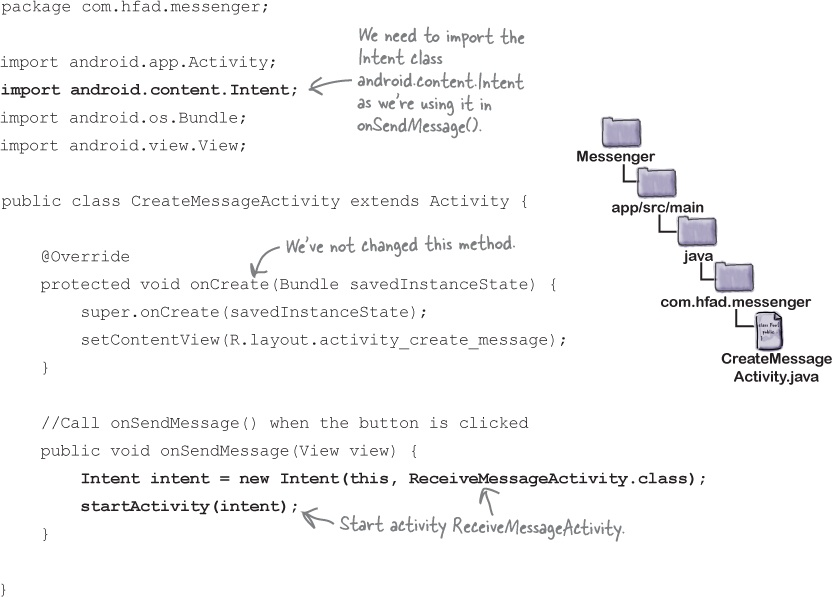 package com.hfad.messenger;
import android.app.Activity;
import android.content.Intent;
import android.os.Bundle;
import android.view.View;
We need to import the
Intent class
android.content.Intent
as we're using it in
onSendMessage().
public class CreateMessageActivity extends Activity {
@Override
We've not changed this method.
protected void onCreate(Bundle savedInstanceState) {
super.onCreate(savedInstanceState);
setContentView(R.layout.activity_create_message);
}
//Call onSendMessage() when the button is clicked
public void onSendMessage(View view) {
Intent intent = new Intent(this, ReceiveMessageActivity.class);
startActivity(intent);
Start activity ReceiveMessageActivity.
}
}
Messenger
app/src/main
java
com.hfad.messenger
CreateMessage
Activity.java